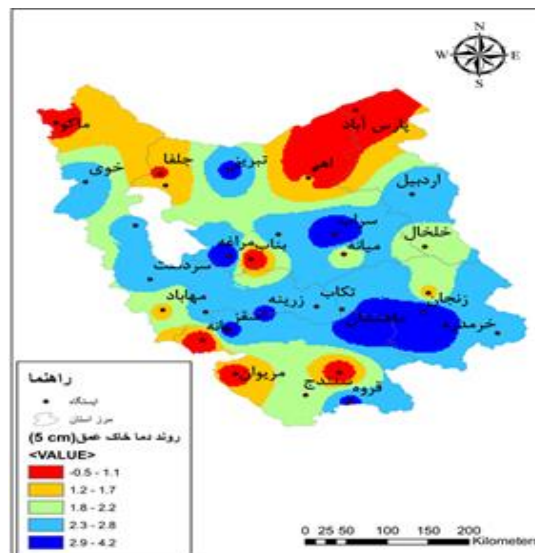 N
W E
S
ماکو
پارس آباد
جلفا
تبریز
خوی
اهر
اردبیل
سراب
خلخال
بناب
مراغه
میانه
سردشت
زنجان
تکاب
زرینه
مهاباد
سقز
خرمدره
بانه
مریوان
سنندج
قروه
راهنما
ایستگاه
مرز استان
روند دما خاک عمق(5 cm)
<VALUE>
-0.5 - 1.1
1.2 - 1.7
1.8 - 2.2
2.3 - 2.8
2.9 - 4.2
0 25 50 100 150 200
Kilometers